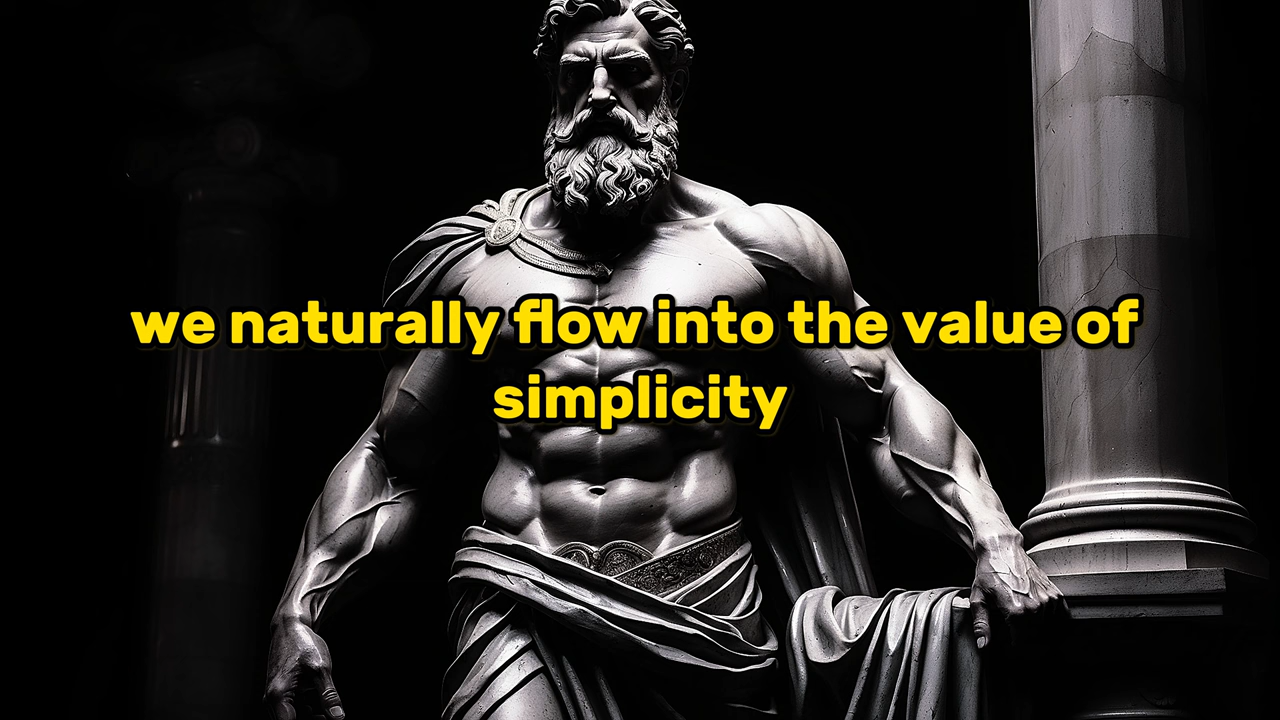 we naturally flow into the value of
simplicity